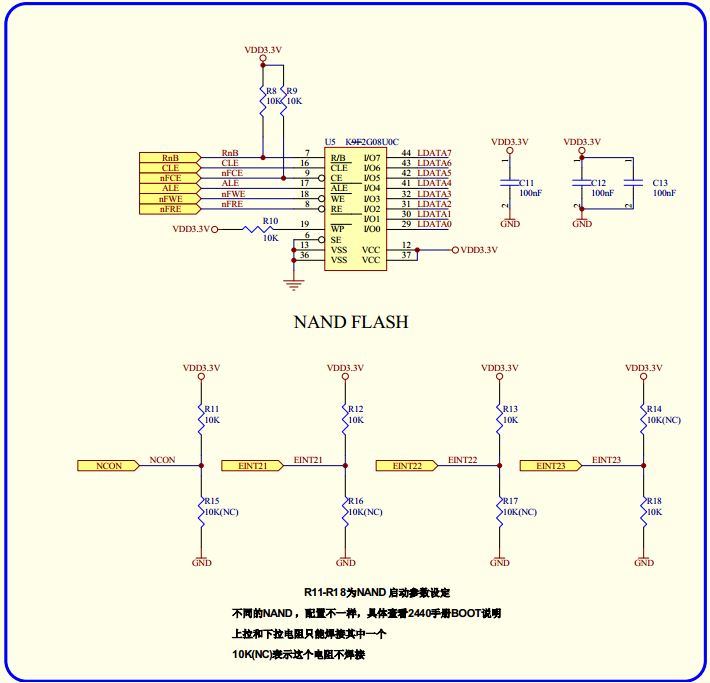 VDD3.3V
R8 R9
10K 10K
U5 K9F2G08U0C
RnB RnB 7 R/B I/O7 44 LDATA7
CLE CLE 16 CLE I/O6 43 LDATA6
nFCE nFCE 9 CE I/O5 42 LDATA5
ALE ALE 17 ALE I/O4 41 LDATA4
nFWE nFWE 18 WE I/O3 32 LDATA3
nFRE nFRE 8 RE I/O2 31 LDATA2
I/O1 30 LDATA1
VDD3.3V R10 10K 19 WP I/O0 29 LDATA0
6 SE
13 VSS VCC 12 VDD3.3V
36 VSS VCC 37
VDD3.3V VDD3.3V
1 1 1
C11 C12 C13
100nF 100nF 100nF
2 2 2
GND GND
NAND FLASH
VDD3.3V VDD3.3V VDD3.3V VDD3.3V
R11 R12 R13 R14
10K 10K 10K 10K(NC)
NCON NCON EINT21 EINT21 EINT22 EINT22 EINT23 EINT23
R15 R16 R17 R18
10K(NC) 10K(NC) 10K(NC) 10K
GND GND GND GND
R11-R18为NAND 启动参数设定
不同的NAND ，配置不一样，具体查看2440手册BOOT说明
上拉和下拉电阻只能焊接其中一个
10K(NC)表示这个电阻不焊接